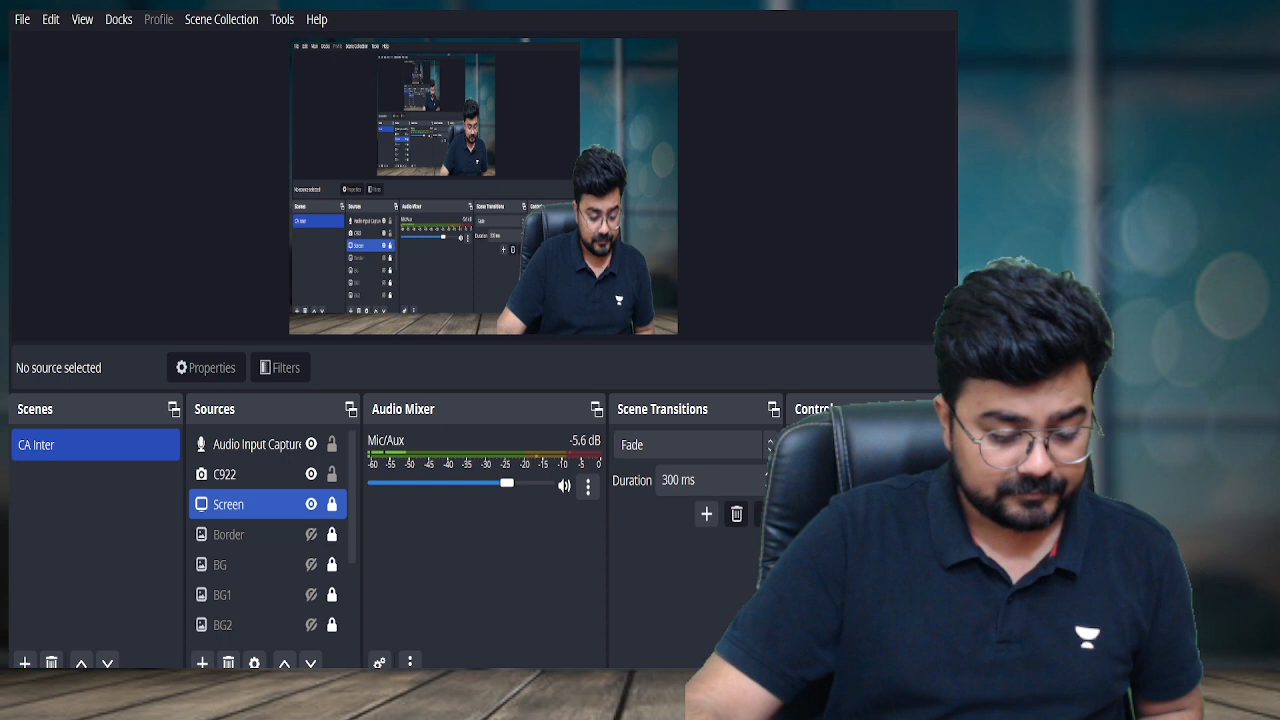 File Edit View Docks Profile Scene Collection Tools Help
No source selected Properties Filters
Scenes Sources Audio Mixer Scene Transitions
CA Inter
Audio Input Capture
C922
Screen
Border
BG
BG1
BG2
Mic/Aux -5.6 dB
-60 -55 -50 -45 -40 -35 -30 -25 -20 -15 -10 -5 0
Fade
Duration 300 ms